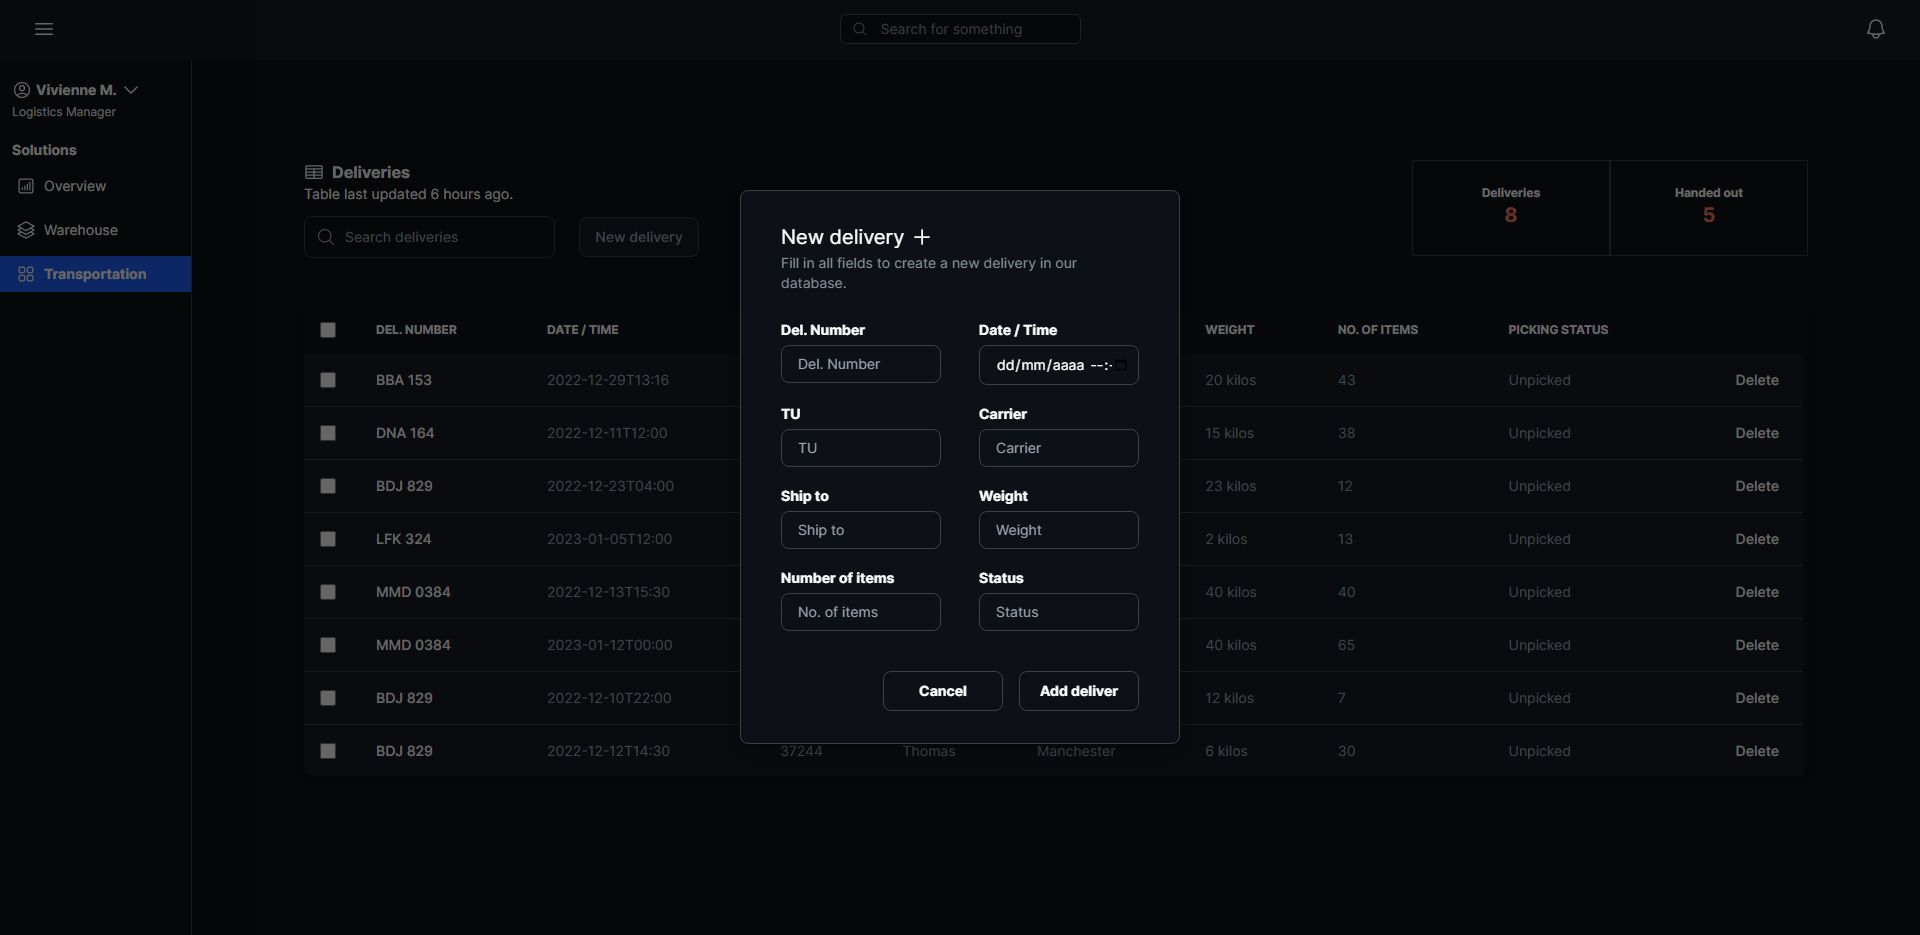 Search for something
Vivienne M.
Logistics Manager
Solutions
Overview
Warehouse
Transportation
Deliveries
Table last updated 6 hours ago.
Search deliveries
New delivery
Deliveries
8
Handed out
5
DEL. NUMBER DATE / TIME WEIGHT NO. OF ITEMS PICKING STATUS
BBA 153 2022-12-29T13:16 20 kilos 43 Unpicked Delete
DNA 164 2022-12-11T12:00 15 kilos 38 Unpicked Delete
BDJ 829 2022-12-23T04:00 23 kilos 12 Unpicked Delete
LFK 324 2023-01-05T12:00 2 kilos 13 Unpicked Delete
MMD 0384 2022-12-13T15:30 40 kilos 40 Unpicked Delete
MMD 0384 2023-01-12T00:00 40 kilos 65 Unpicked Delete
BDJ 829 2022-12-10T22:00 12 kilos 7 Unpicked Delete
BDJ 829 2022-12-12T14:30 37244 Thomas Manchester 6 kilos 30 Unpicked Delete
New delivery
Fill in all fields to create a new delivery in our
database.
Del. Number
Del. Number
Date / Time
dd/mm/aaaa --:-
TU
TU
Carrier
Carrier
Ship to
Ship to
Weight
Weight
Number of items
No. of items
Status
Status
Cancel
Add deliver